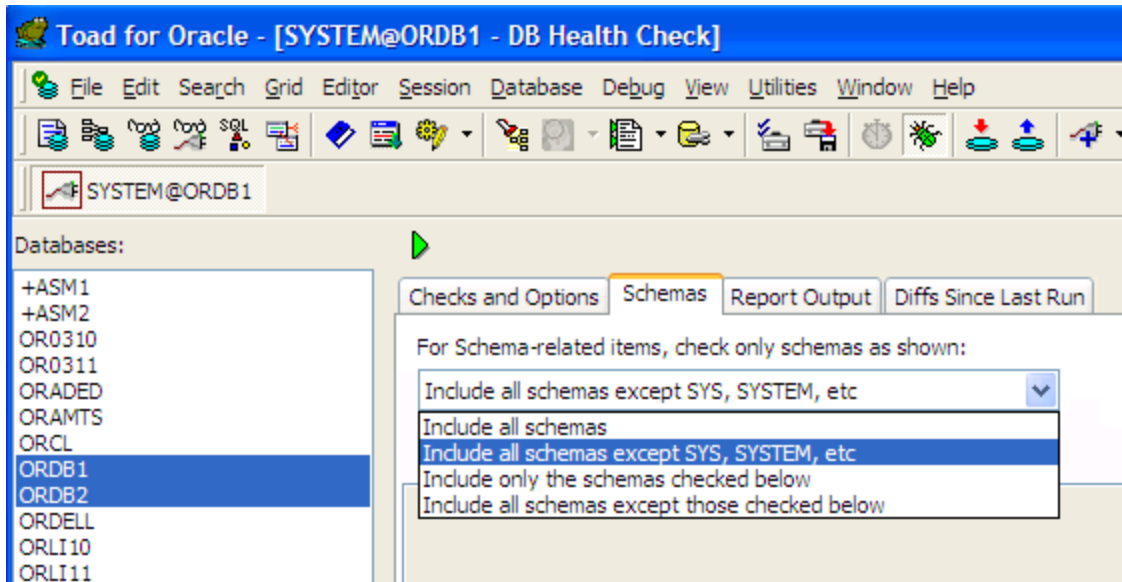 Toad for Oracle - [SYSTEM@ORDB1 - DB Health Check]
File Edit Search Grid Editor Session Database Debug View Utilities Window Help
SQL
SYSTEM@ORDB1
Databases:
+ASM1
+ASM2
OR0310
OR0311
ORADED
ORAMTS
ORCL
ORDB1
ORDB2
ORDELL
ORLI10
ORLI11
Checks and Options Schemas Report Output Diffs Since Last Run
For Schema-related items, check only schemas as shown:
Include all schemas except SYS, SYSTEM, etc
Include all schemas
Include all schemas except SYS, SYSTEM, etc
Include only the schemas checked below
Include all schemas except those checked below